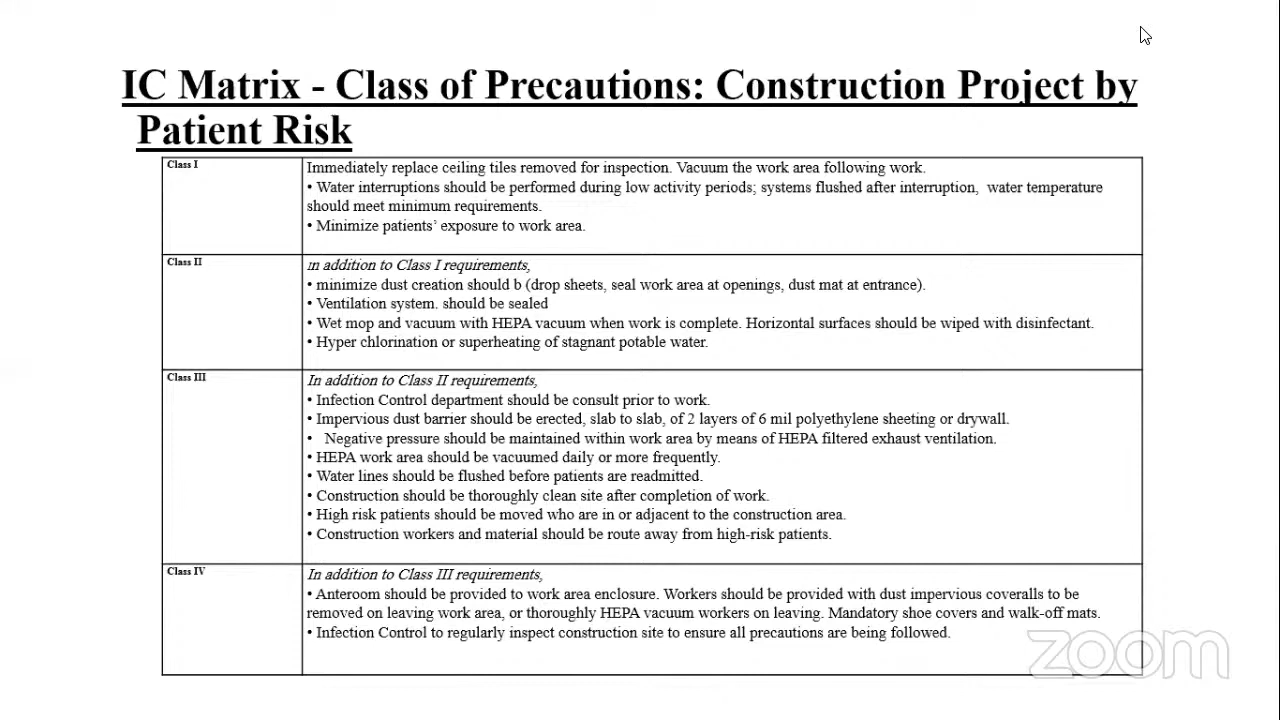 IC Matrix - Class of Precautions: Construction Project by
Patient Risk
Class I
Immediately replace ceiling tiles removed for inspection. Vacuum the work area following work.
• Water interruptions should be performed during low activity periods; systems flushed after interruption, water temperature
should meet minimum requirements.
• Minimize patients’ exposure to work area.
Class II
In addition to Class I requirements,
• minimize dust creation should b (drop sheets, seal work area at openings, dust mat at entrance).
• Ventilation system. should be sealed
• Wet mop and vacuum with HEPA vacuum when work is complete. Horizontal surfaces should be wiped with disinfectant.
• Hyper chlorination or superheating of stagnant potable water.
Class III
In addition to Class II requirements,
• Infection Control department should be consult prior to work.
• Impervious dust barrier should be erected, slab to slab, of 2 layers of 6 mil polyethylene sheeting or drywall.
• Negative pressure should be maintained within work area by means of HEPA filtered exhaust ventilation.
• HEPA work area should be vacuumed daily or more frequently.
• Water lines should be flushed before patients are readmitted.
• Construction should be thoroughly clean site after completion of work.
• High risk patients should be moved who are in or adjacent to the construction area.
• Construction workers and material should be route away from high-risk patients.
Class IV
In addition to Class III requirements,
• Anteroom should be provided to work area enclosure. Workers should be provided with dust impervious coveralls to be
removed on leaving work area, or thoroughly HEPA vacuum workers on leaving. Mandatory shoe covers and walk-off mats.
• Infection Control to regularly inspect construction site to ensure all precautions are being followed.
zoom